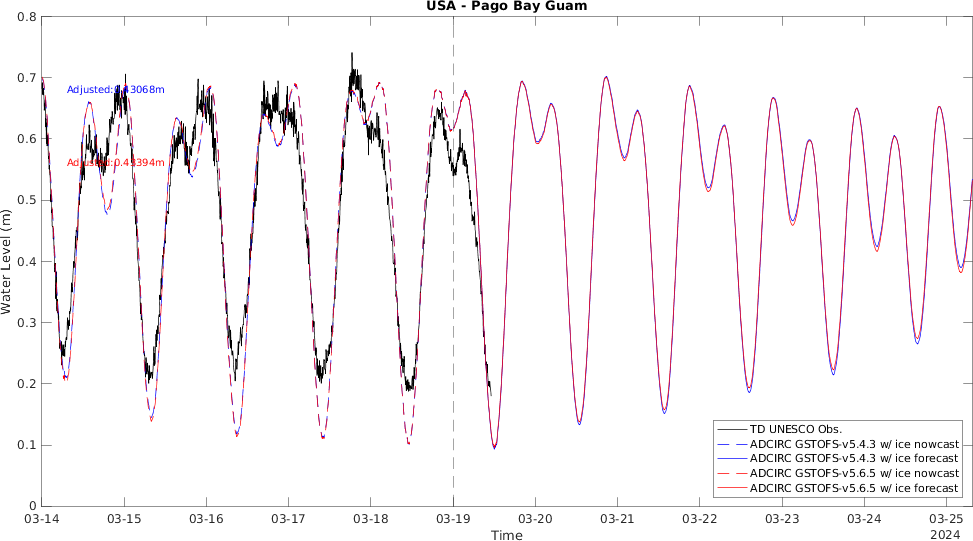 USA - Pago Bay Guam
0.8
0.7
0.6
0.5
0.4
0.3
0.2
0.1
0
Water Level (m)
Adjusted:0.43068m
TD UNESCO Obs.
ADCIRC GSTOFS-v5.4.3 w/ ice nowcast
ADCIRC GSTOFS-v5.4.3 w/ ice forecast
ADCIRC GSTOFS-v5.6.5 w/ ice nowcast
ADCIRC GSTOFS-v5.6.5 w/ ice forecast
03-14 03-15 03-16 03-17 03-18 03-19 03-20 03-21 03-22 03-23 03-24 03-25
Time
2024